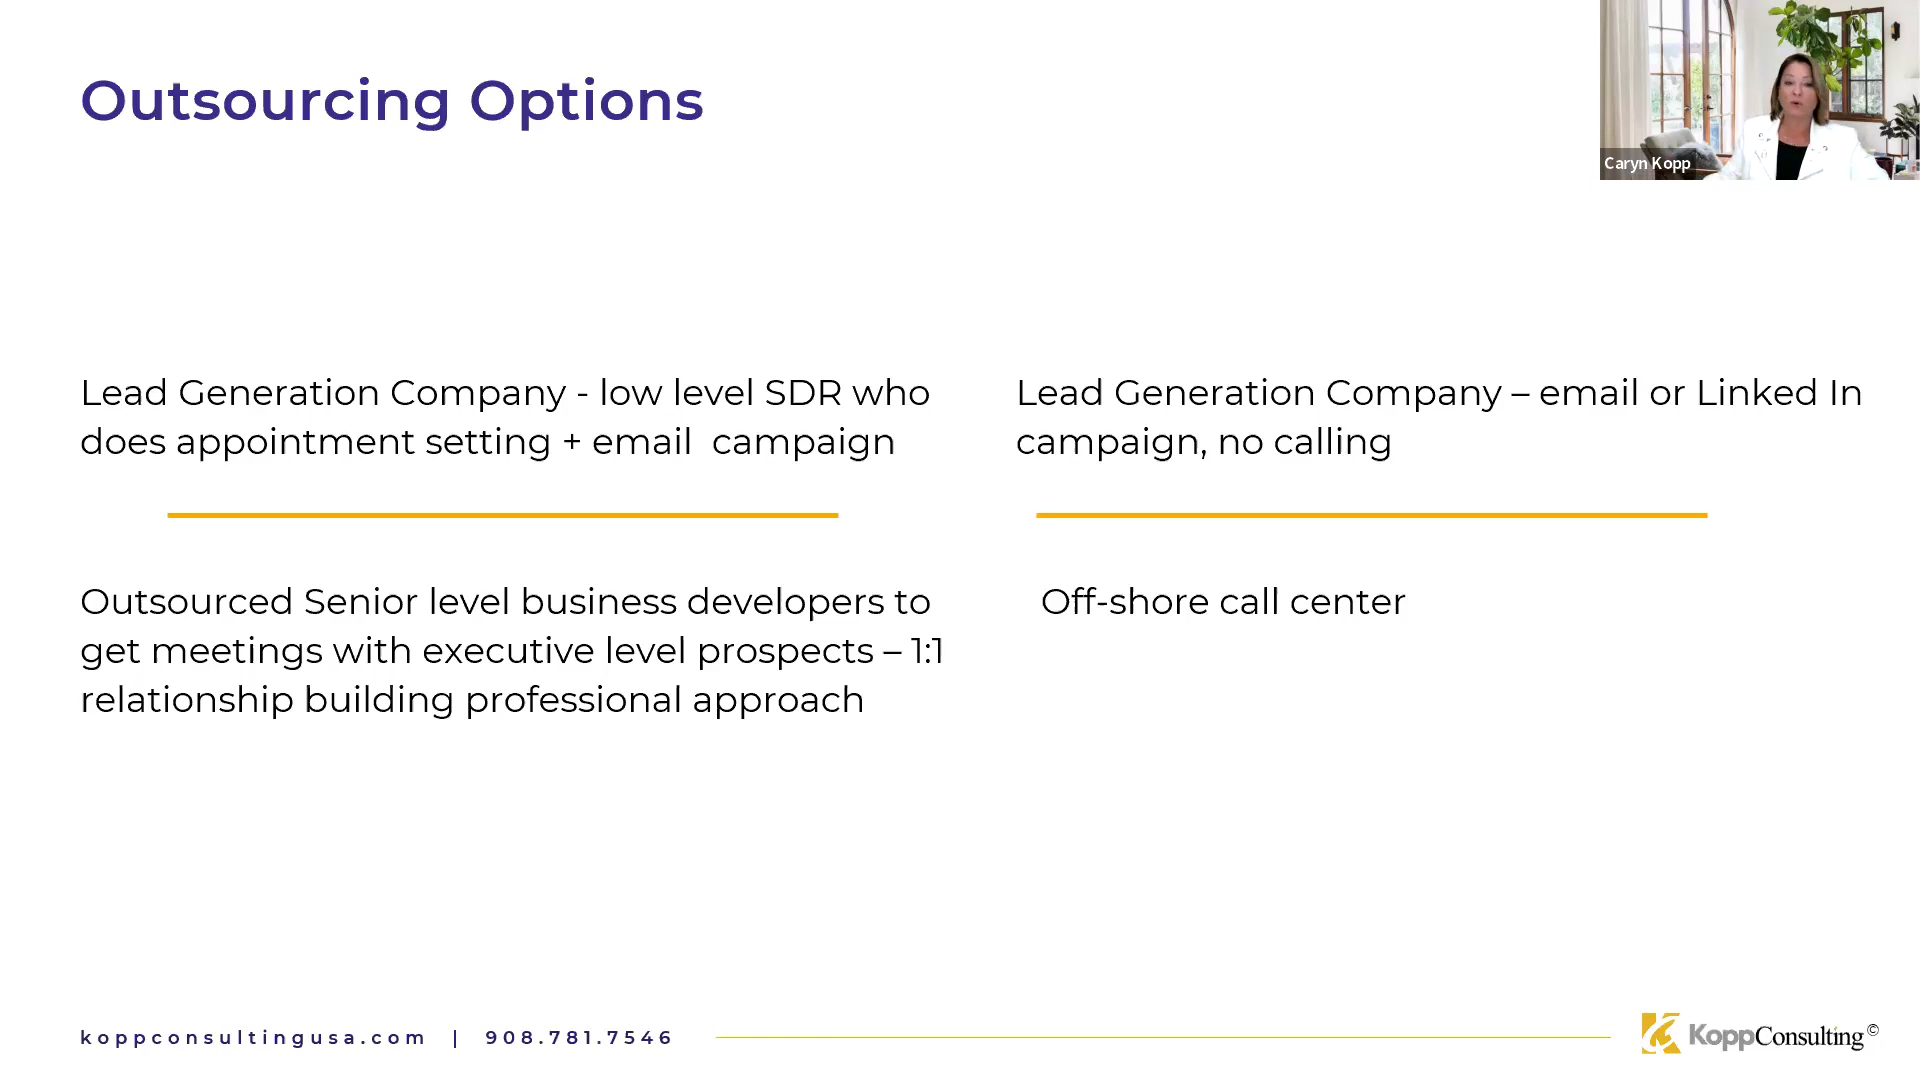 Outsourcing Options
Caryn Kopp
Lead Generation Company - low level SDR who
does appointment setting + email  campaign
Lead Generation Company – email or Linked In
campaign, no calling
Outsourced Senior level business developers to
get meetings with executive level prospects – 1:1
relationship building professional approach
Off-shore call center
koppconsultingusa.com | 908.781.7546
KoppConsulting©